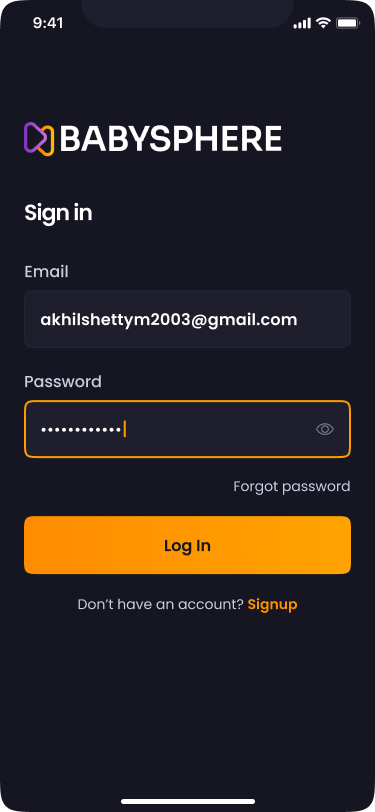 9:41
BABYSPHERE
Sign in
Email
akhilshettym2003@gmail.com
Password
••••••••••••
Forgot password
Log In
Don’t have an account? Signup